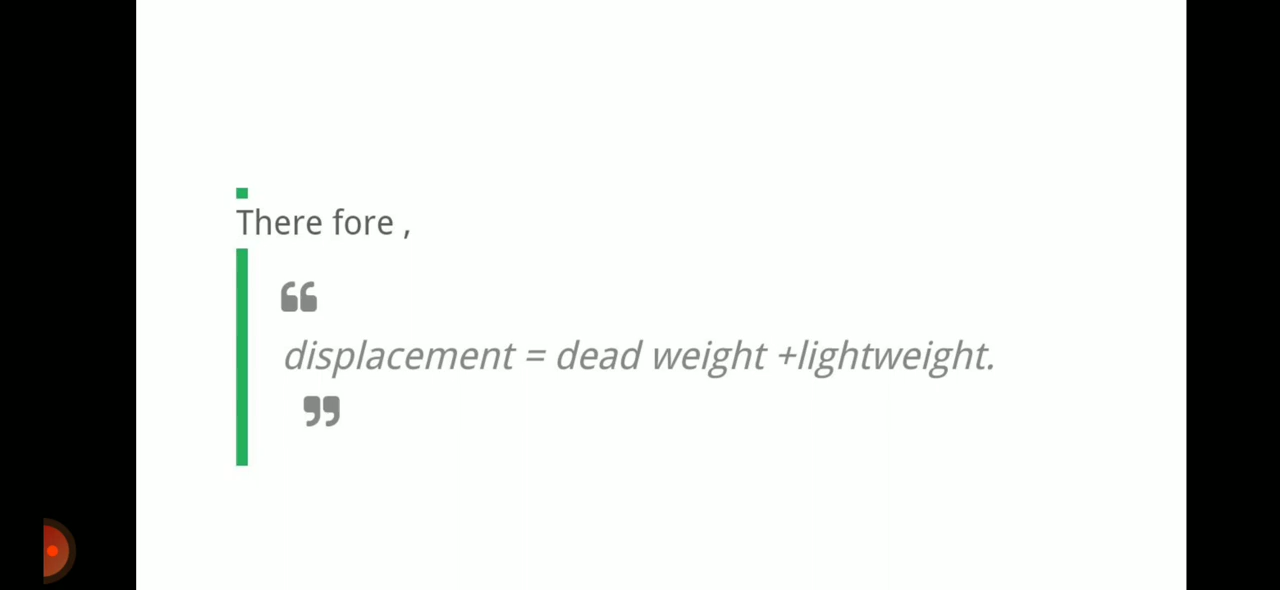 There fore ,
❝
displacement = dead weight +lightweight.
❞